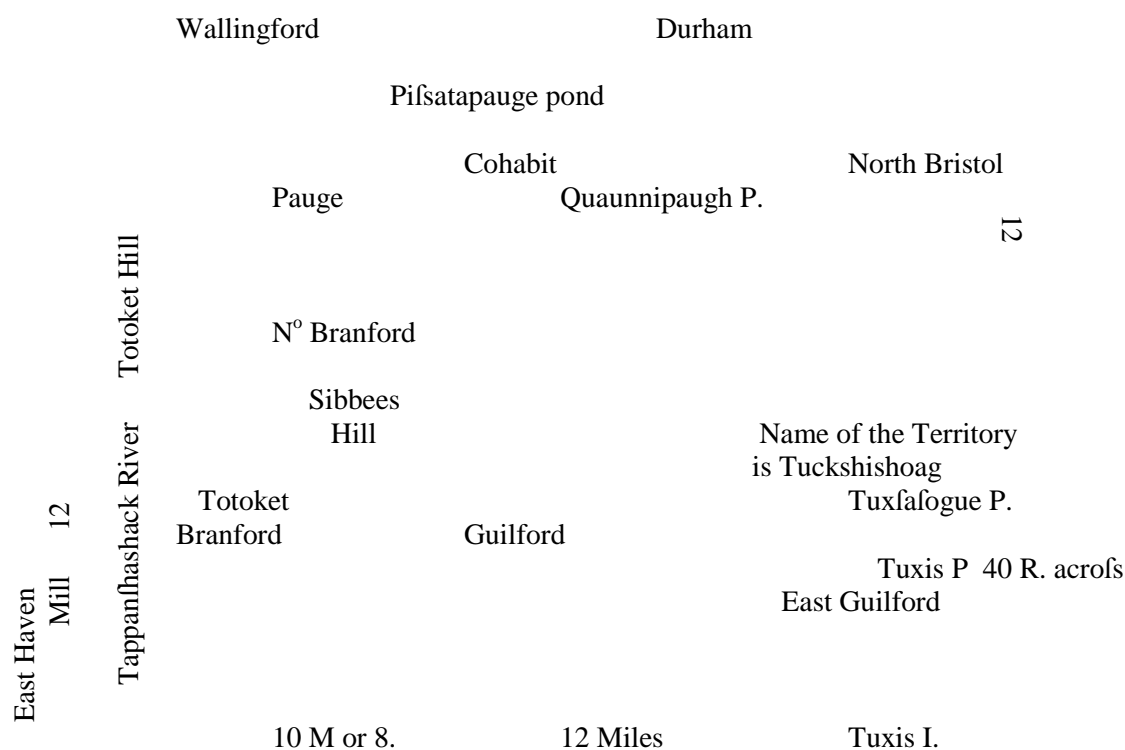 Wallingford Durham
Piſsatapauge pond
Cohabit North Bristol
Pauge Quaunnipaugh P.
12
Totoket Hill
Nº Branford
Sibbees
Hill Name of the Territory
is Tuckshishoag
Tappanſhashack River
Totoket Tuxſaſogue P.
Branford Guilford
Tuxis P 40 R. acroſs
East Guilford
East Haven
Mill 12
10 M or 8. 12 Miles Tuxis I.